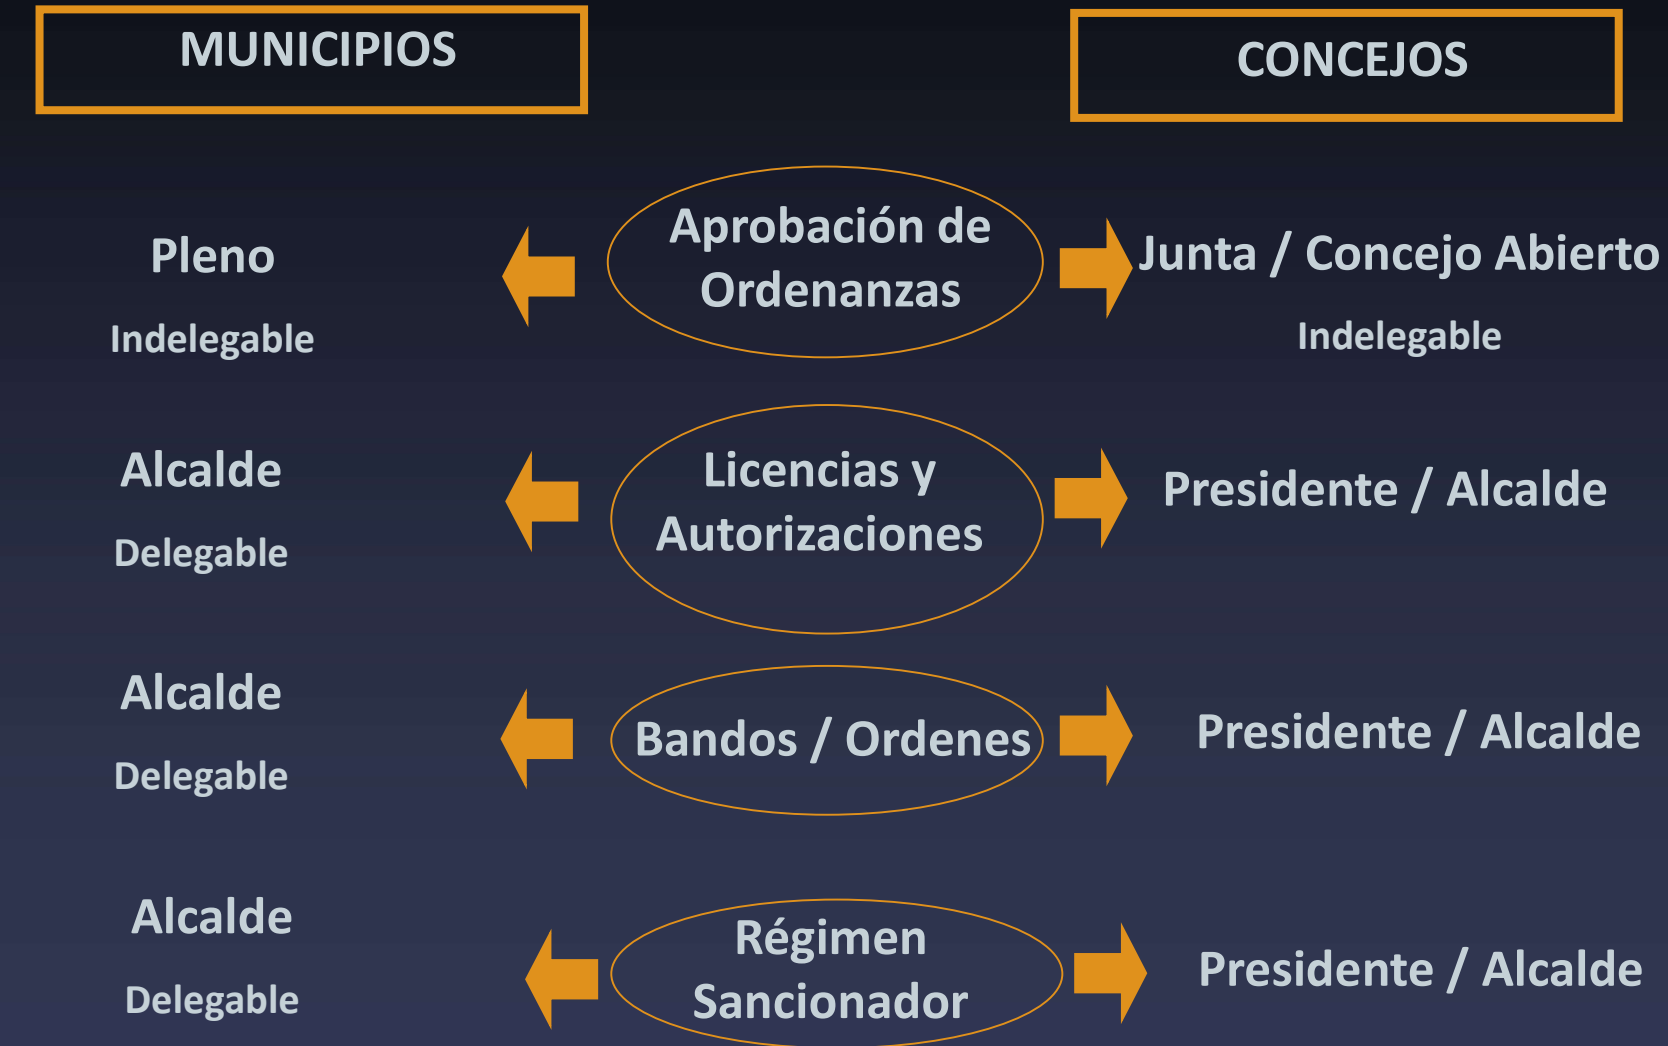 MUNICIPIOS
CONCEJOS
Pleno
Indelegable
Aprobación de
Ordenanzas
Junta / Concejo Abierto
Indelegable
Alcalde
Delegable
Licencias y
Autorizaciones
Presidente / Alcalde
Alcalde
Delegable
Bandos / Ordenes
Presidente / Alcalde
Alcalde
Delegable
Régimen
Sancionador
Presidente / Alcalde